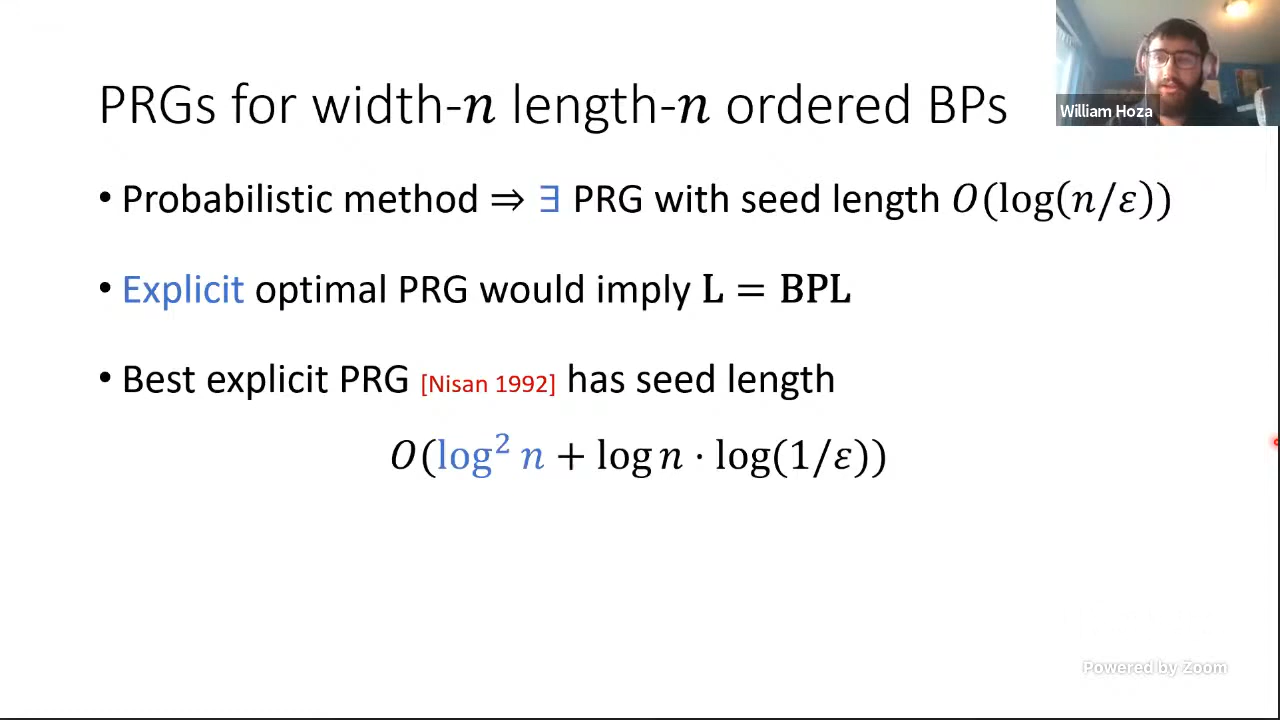 PRGs for width-n length-n ordered BPs
William Hoza
• Probabilistic method ⇒ ∃ PRG with seed length O(log(n/ε))
• Explicit optimal PRG would imply L = BPL
• Best explicit PRG [Nisan 1992] has seed length
O(log² n + log n · log(1/ε))
Powered by Zoom